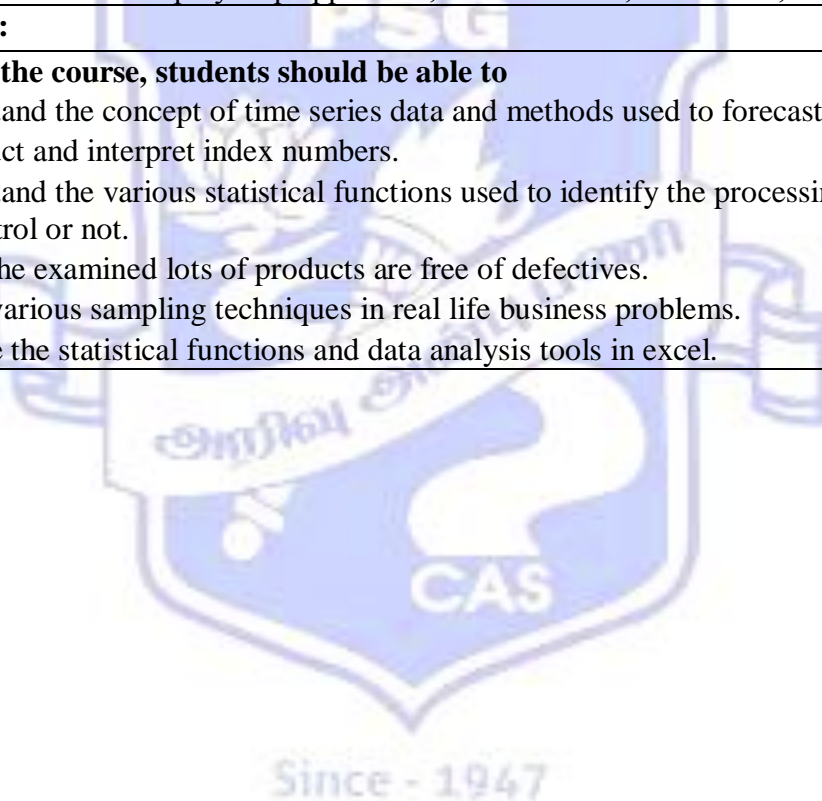 PSG
:
the course, students should be able to
and the concept of time series data and methods used to forecast
ct and interpret index numbers.
and the various statistical functions used to identify the processin
trol or not.
he examined lots of products are free of defectives.
various sampling techniques in real life business problems.
e the statistical functions and data analysis tools in excel.
அறிவு அன்பு பணி
CAS
Since - 1947